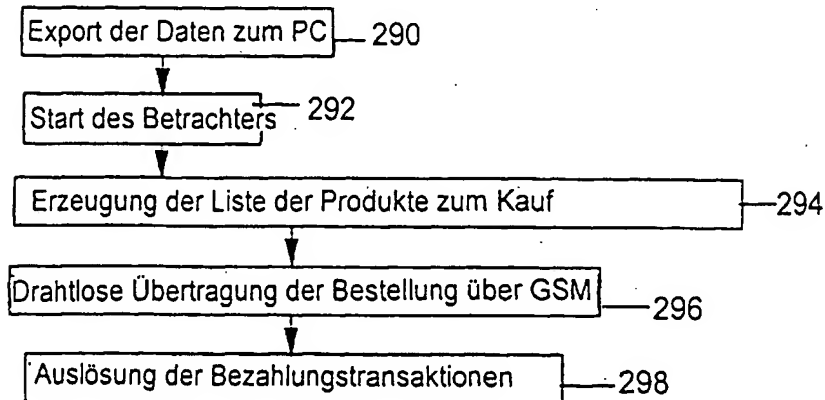 Export der Daten zum PC 290
Start des Betrachters 292
Erzeugung der Liste der Produkte zum Kauf 294
Drahtlose Übertragung der Bestellung über GSM 296
Auslösung der Bezahlungstransaktionen 298